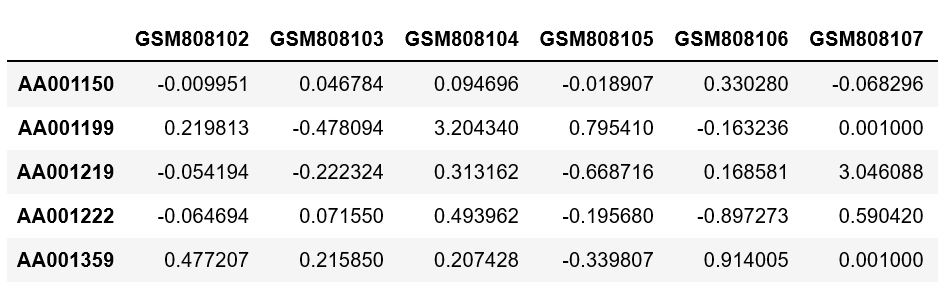 GSM808102 GSM808103 GSM808104 GSM808105 GSM808106 GSM808107
AA001150 -0.009951 0.046784 0.094696 -0.018907 0.330280 -0.068296
AA001199 0.219813 -0.478094 3.204340 0.795410 -0.163236 0.001000
AA001219 -0.054194 -0.222324 0.313162 -0.668716 0.168581 3.046088
AA001222 -0.064694 0.071550 0.493962 -0.195680 -0.897273 0.590420
AA001359 0.477207 0.215850 0.207428 -0.339807 0.914005 0.001000